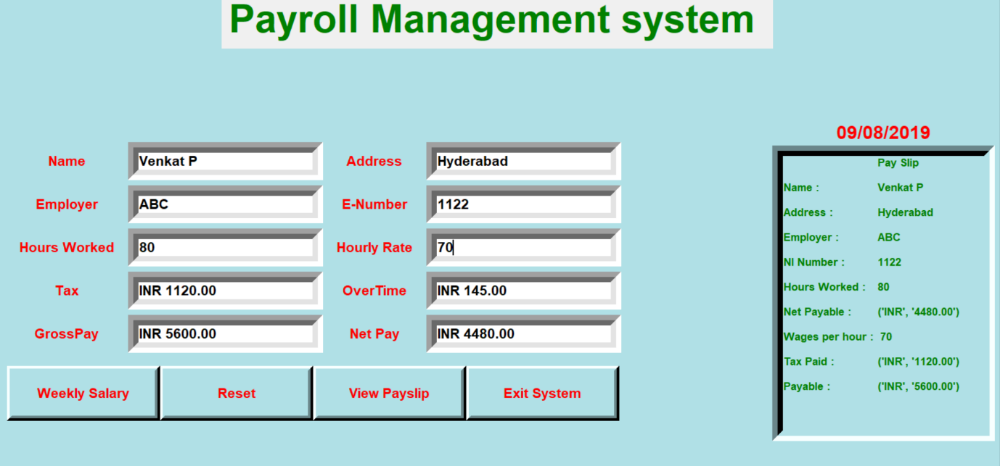 Payroll Management system
09/08/2019
Name Venkat P Address Hyderabad
Employer ABC E-Number 1122
Hours Worked 80 Hourly Rate 70
Tax INR 1120.00 OverTime INR 145.00
GrossPay INR 5600.00 Net Pay INR 4480.00
Weekly Salary Reset View Payslip Exit System
Pay Slip
Name : Venkat P
Address : Hyderabad
Employer : ABC
NI Number : 1122
Hours Worked : 80
Net Payable : ('INR', '4480.00')
Wages per hour : 70
Tax Paid : ('INR', '1120.00')
Payable : ('INR', '5600.00')